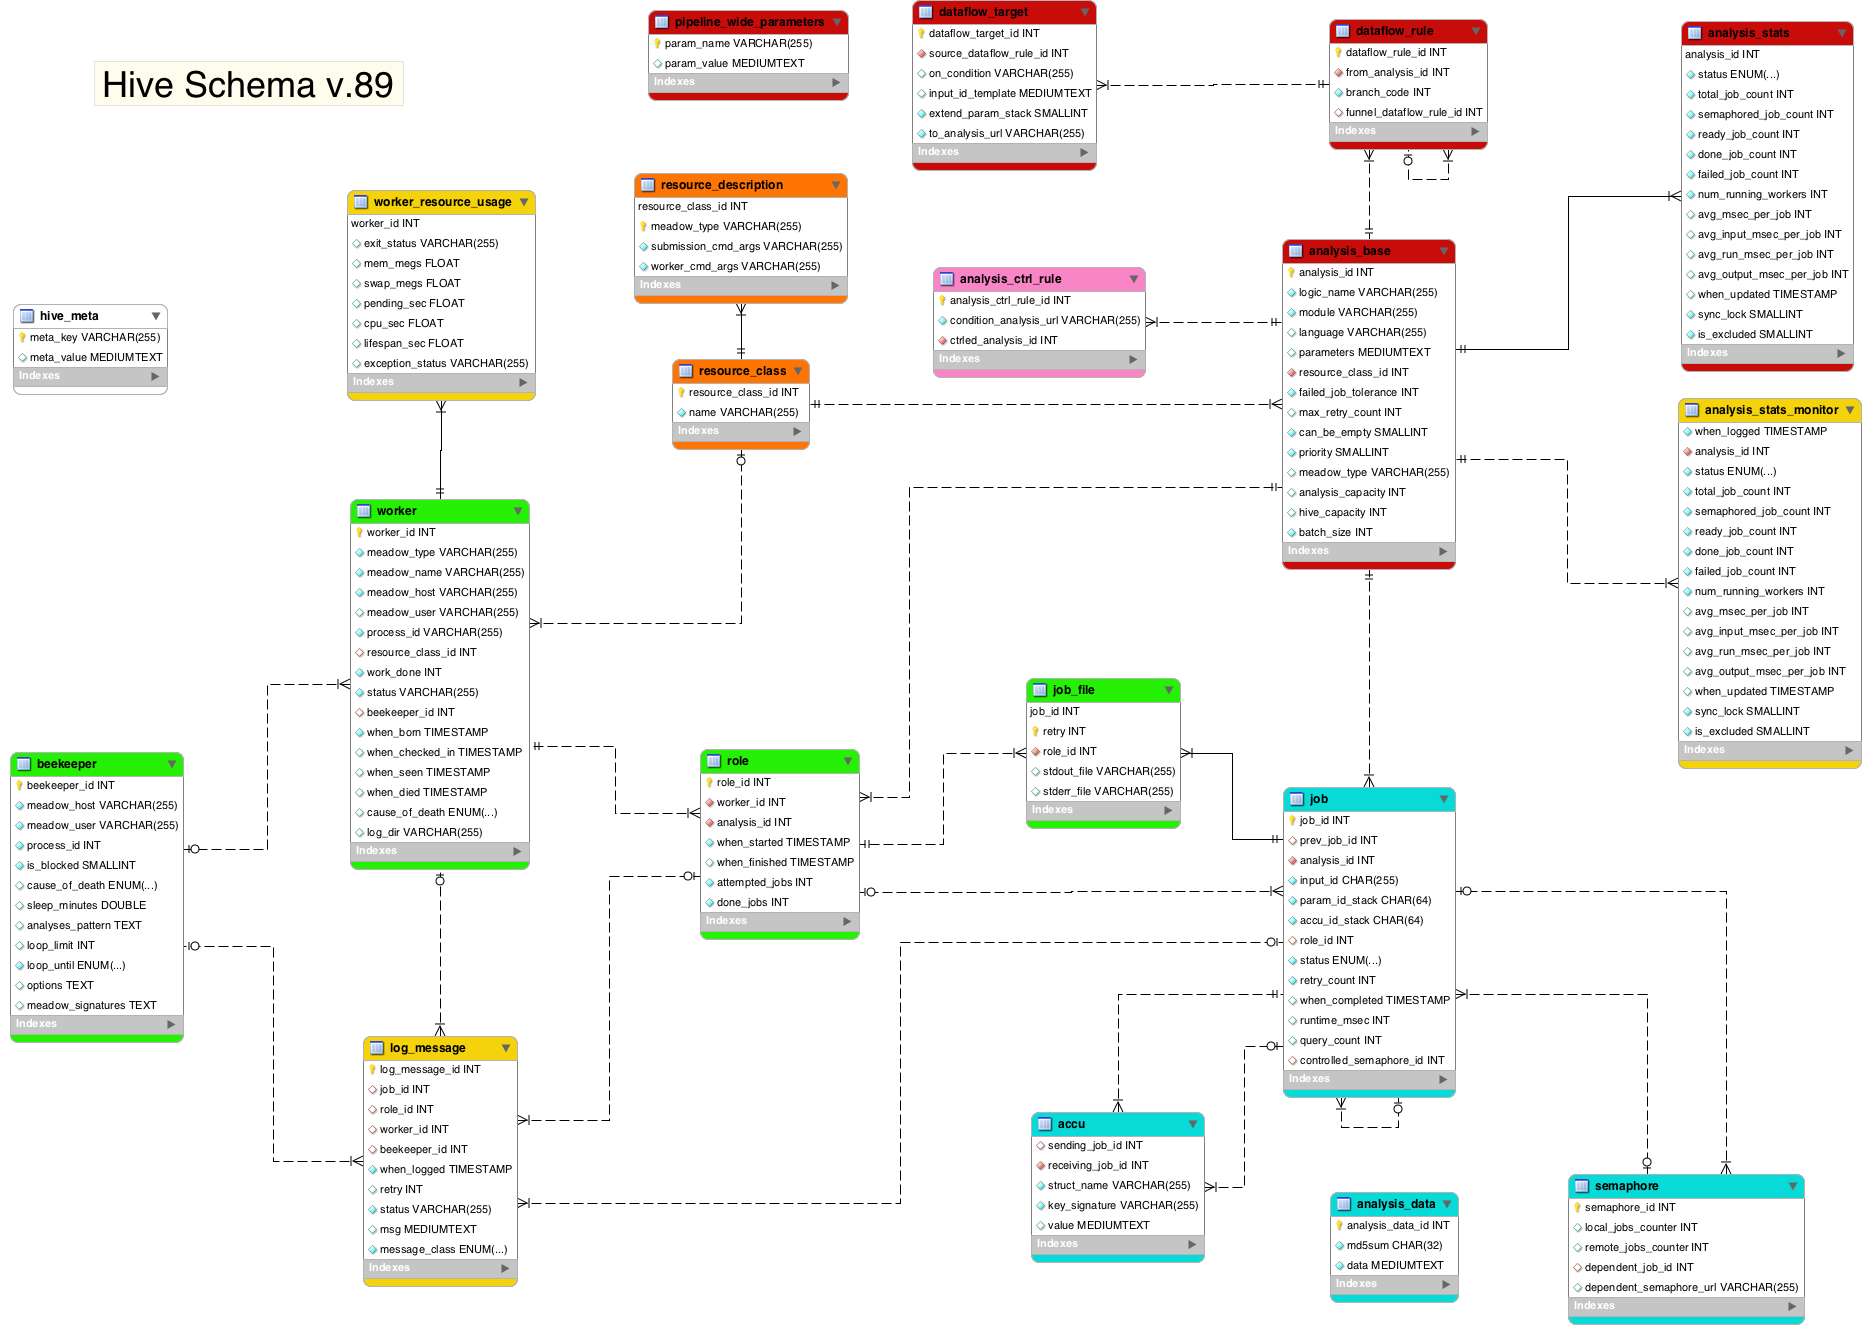 Hive Schema v.89
pipeline_wide_parameters
param_name VARCHAR(255)
param_value MEDIUMTEXT
Indexes
dataflow_target
dataflow_target_id INT
source_dataflow_rule_id INT
on_condition VARCHAR(255)
input_id_template MEDIUMTEXT
extend_param_stack SMALLINT
to_analysis_url VARCHAR(255)
Indexes
dataflow_rule
dataflow_rule_id INT
from_analysis_id INT
branch_code INT
funnel_dataflow_rule_id INT
Indexes
analysis_stats
analysis_id INT
status ENUM(...)
total_job_count INT
semaphored_job_count INT
ready_job_count INT
done_job_count INT
failed_job_count INT
num_running_workers INT
avg_msec_per_job INT
avg_input_msec_per_job INT
avg_run_msec_per_job INT
avg_output_msec_per_job INT
when_updated TIMESTAMP
sync_lock SMALLINT
is_excluded SMALLINT
Indexes
worker_resource_usage
worker_id INT
exit_status VARCHAR(255)
mem_megs FLOAT
swap_megs FLOAT
pending_sec FLOAT
cpu_sec FLOAT
lifespan_sec FLOAT
exception_status VARCHAR(255)
Indexes
resource_description
resource_class_id INT
meadow_type VARCHAR(255)
submission_cmd_args VARCHAR(255)
worker_cmd_args VARCHAR(255)
Indexes
analysis_ctrl_rule
analysis_ctrl_rule_id INT
condition_analysis_url VARCHAR(255)
ctrled_analysis_id INT
Indexes
analysis_base
analysis_id INT
logic_name VARCHAR(255)
module VARCHAR(255)
language VARCHAR(255)
parameters MEDIUMTEXT
resource_class_id INT
failed_job_tolerance INT
max_retry_count INT
can_be_empty SMALLINT
priority SMALLINT
meadow_type VARCHAR(255)
analysis_capacity INT
hive_capacity INT
batch_size INT
Indexes
hive_meta
meta_key VARCHAR(255)
meta_value MEDIUMTEXT
Indexes
resource_class
resource_class_id INT
name VARCHAR(255)
Indexes
analysis_stats_monitor
when_logged TIMESTAMP
analysis_id INT
status ENUM(...)
total_job_count INT
semaphored_job_count INT
ready_job_count INT
done_job_count INT
failed_job_count INT
num_running_workers INT
avg_msec_per_job INT
avg_input_msec_per_job INT
avg_run_msec_per_job INT
avg_output_msec_per_job INT
when_updated TIMESTAMP
sync_lock SMALLINT
is_excluded SMALLINT
Indexes
worker
worker_id INT
meadow_type VARCHAR(255)
meadow_name VARCHAR(255)
meadow_host VARCHAR(255)
meadow_user VARCHAR(255)
process_id VARCHAR(255)
resource_class_id INT
work_done INT
status VARCHAR(255)
beekeeper_id INT
when_born TIMESTAMP
when_checked_in TIMESTAMP
when_seen TIMESTAMP
when_died TIMESTAMP
cause_of_death ENUM(...)
log_dir VARCHAR(255)
Indexes
job_file
job_id INT
retry INT
role_id INT
stdout_file VARCHAR(255)
stderr_file VARCHAR(255)
Indexes
beekeeper
beekeeper_id INT
meadow_host VARCHAR(255)
meadow_user VARCHAR(255)
process_id INT
is_blocked SMALLINT
cause_of_death ENUM(...)
sleep_minutes DOUBLE
analyses_pattern TEXT
loop_limit INT
loop_until ENUM(...)
options TEXT
meadow_signatures TEXT
Indexes
role
role_id INT
worker_id INT
analysis_id INT
when_started TIMESTAMP
when_finished TIMESTAMP
attempted_jobs INT
done_jobs INT
Indexes
job
job_id INT
prev_job_id INT
analysis_id INT
input_id CHAR(255)
param_id_stack CHAR(64)
accu_id_stack CHAR(64)
role_id INT
status ENUM(...)
retry_count INT
when_completed TIMESTAMP
runtime_msec INT
query_count INT
controlled_semaphore_id INT
Indexes
log_message
log_message_id INT
job_id INT
role_id INT
worker_id INT
beekeeper_id INT
when_logged TIMESTAMP
retry INT
status VARCHAR(255)
msg MEDIUMTEXT
message_class ENUM(...)
Indexes
accu
sending_job_id INT
receiving_job_id INT
struct_name VARCHAR(255)
key_signature VARCHAR(255)
value MEDIUMTEXT
Indexes
analysis_data
analysis_data_id INT
md5sum CHAR(32)
data MEDIUMTEXT
Indexes
semaphore
semaphore_id INT
local_jobs_counter INT
remote_jobs_counter INT
dependent_job_id INT
dependent_semaphore_url VARCHAR(255)
Indexes